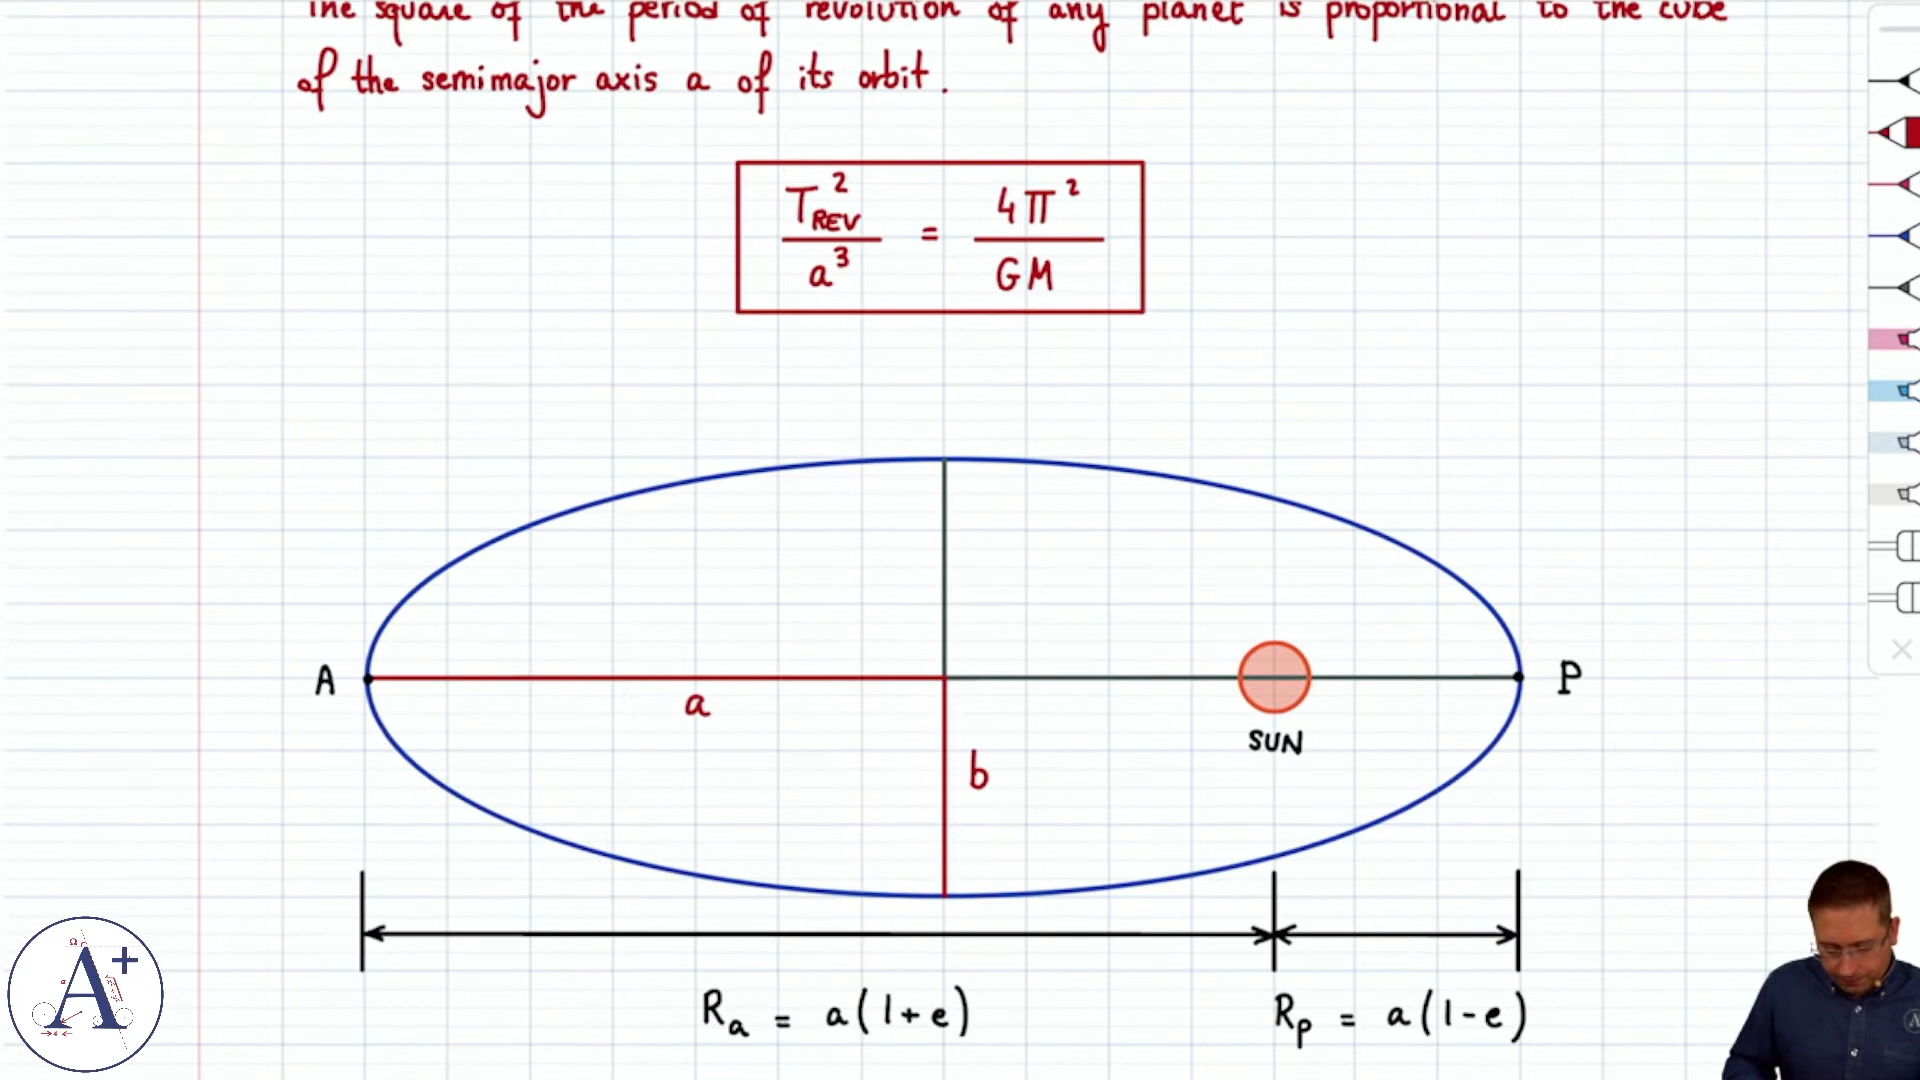 The square of the period of revolution of any planet is proportional to the cube
of the semimajor axis a of its orbit.
T²REV / a³ = 4π² / GM
A
a
b
SUN
P
Ra = a(1+e)
Rp = a(1-e)
A+